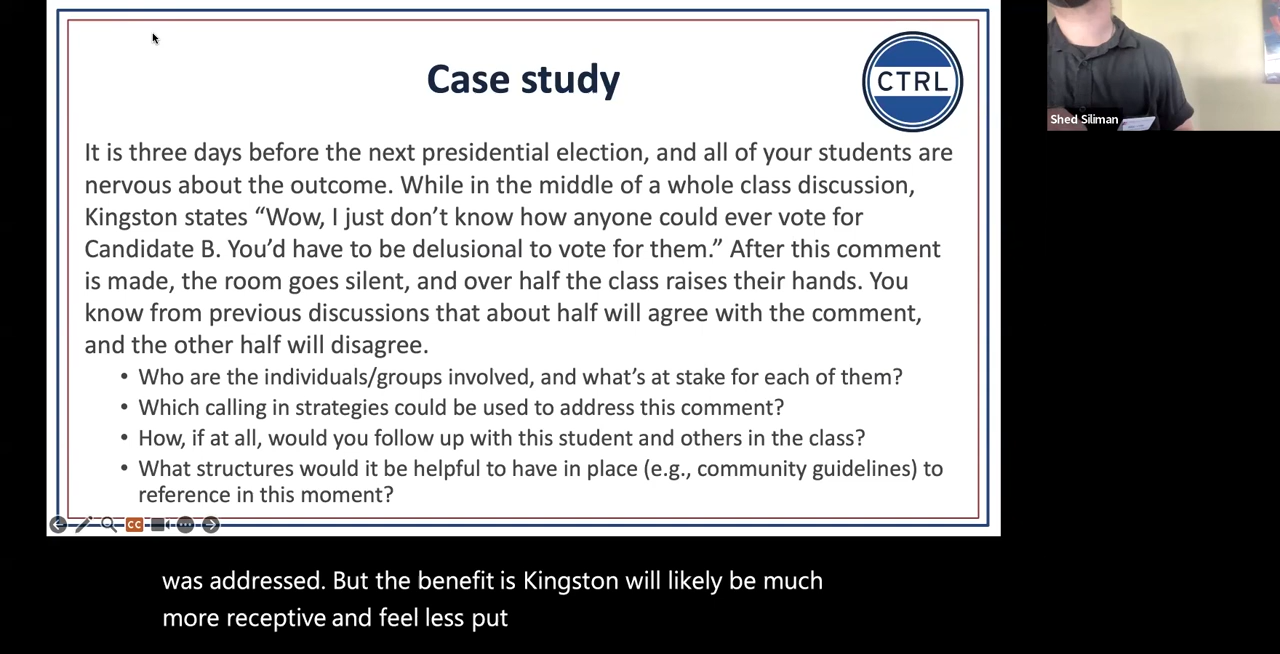 Case study
CTRL
It is three days before the next presidential election, and all of your students are
nervous about the outcome. While in the middle of a whole class discussion,
Kingston states “Wow, I just don’t know how anyone could ever vote for
Candidate B. You’d have to be delusional to vote for them.” After this comment
is made, the room goes silent, and over half the class raises their hands. You
know from previous discussions that about half will agree with the comment,
and the other half will disagree.
• Who are the individuals/groups involved, and what’s at stake for each of them?
• Which calling in strategies could be used to address this comment?
• How, if at all, would you follow up with this student and others in the class?
• What structures would it be helpful to have in place (e.g., community guidelines) to
reference in this moment?
CC
was addressed. But the benefit is Kingston will likely be much
more receptive and feel less put
Shed Siliman